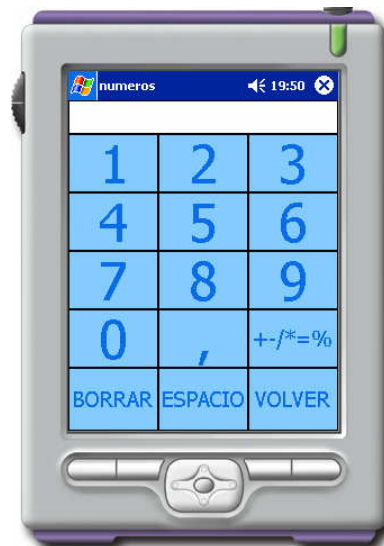 numeros 19:50
1 2 3
4 5 6
7 8 9
0 , +-/*=%
BORRAR ESPACIO VOLVER